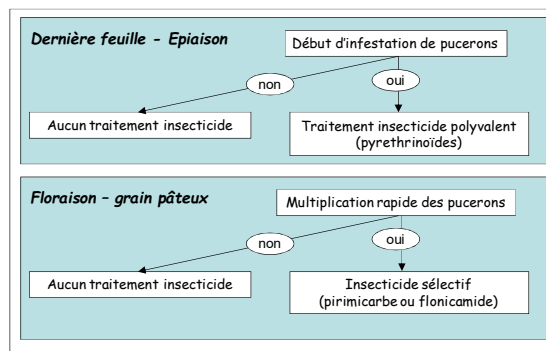 Dernière feuille - Epiaison
Début d'infestation de pucerons
non
oui
Aucun traitement insecticide
Traitement insecticide polyvalent
(pyrethrinoïdes)
Floraison - grain pâteux
Multiplication rapide des pucerons
non
oui
Aucun traitement insecticide
Insecticide sélectif
(pirimicarbe ou flonicamide)